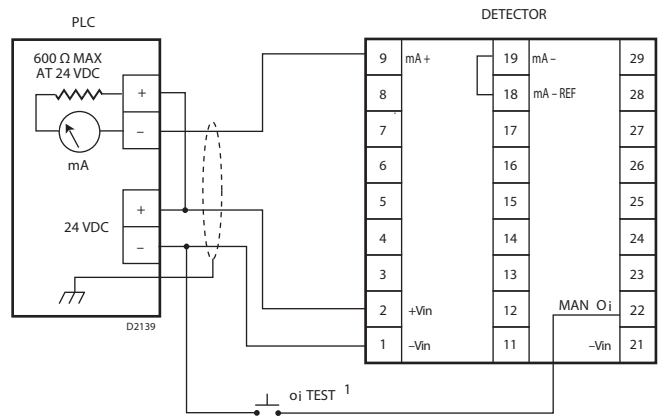 PLC
DETECTOR
600 Ω MAX
AT 24 VDC
+
–
mA
24 VDC
+
–
D2139
9 mA + 19 mA – 29
8 18 mA – REF 28
7 17 27
6 16 26
5 15 25
4 14 24
3 13 23
2 +Vin 12 MAN Oi 22
1 –Vin 11 –Vin 21
oi TEST 1